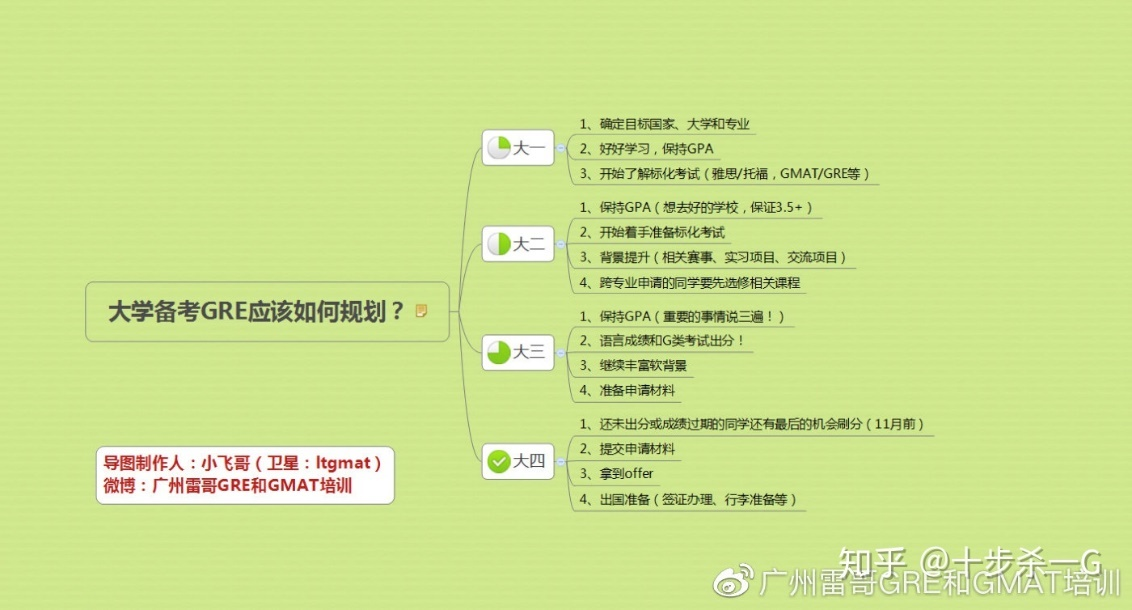 大学备考GRE应该如何规划？
大一
1、确定目标国家、大学和专业
2、好好学习，保持GPA
3、开始了解标化考试（雅思/托福，GMAT/GRE等）
大二
1、保持GPA（想去好的学校，保证3.5+）
2、开始着手准备标化考试
3、背景提升（相关赛事、实习项目、交流项目）
4、跨专业申请的同学要先选修相关课程
大三
1、保持GPA（重要的事情说三遍！）
2、语言成绩和G类考试出分！
3、继续丰富软背景
4、准备申请材料
大四
1、还未出分或成绩过期的同学还有最后的机会刷分（11月前）
2、提交申请材料
3、拿到offer
4、出国准备（签证办理、行李准备等）
导图制作人：小飞哥（卫星：ltgmat）
微博：广州雷哥GRE和GMAT培训
知乎 @十步杀一G
广州雷哥GRE和GMAT培训